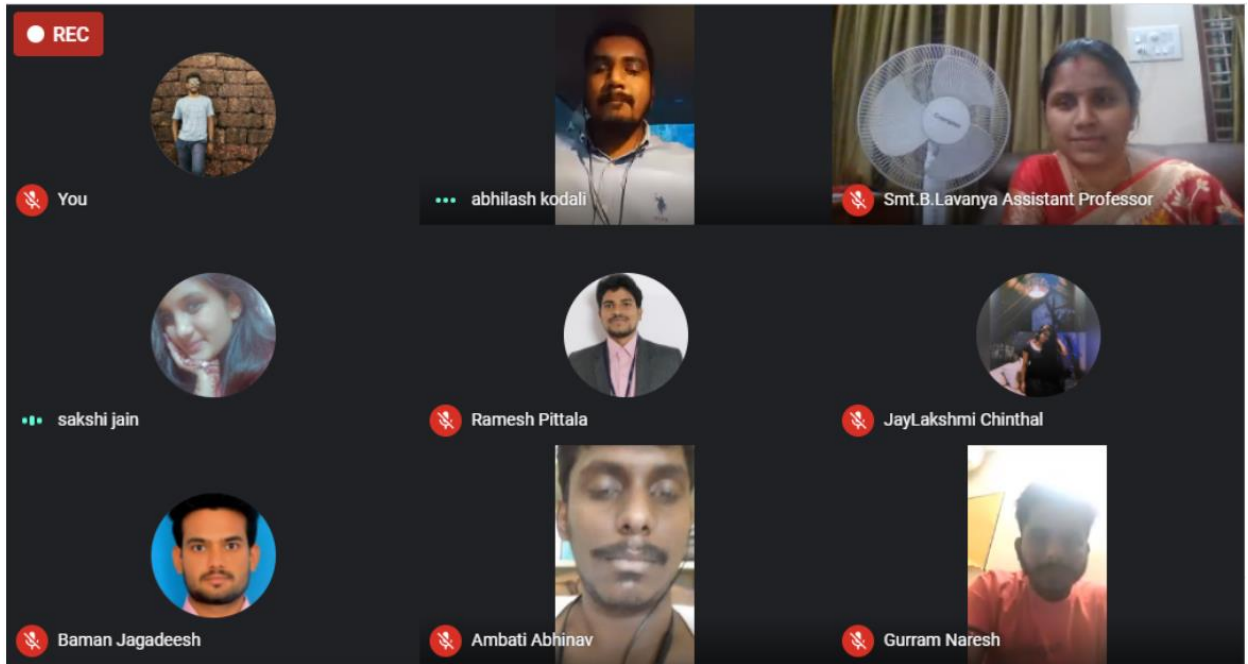 REC
You
abhilash kodali
Smt.B.Lavanya Assistant Professor
sakshi jain
Ramesh Pittala
JayLakshmi Chinthal
Baman Jagadeesh
Ambati Abhinav
Gurram Naresh